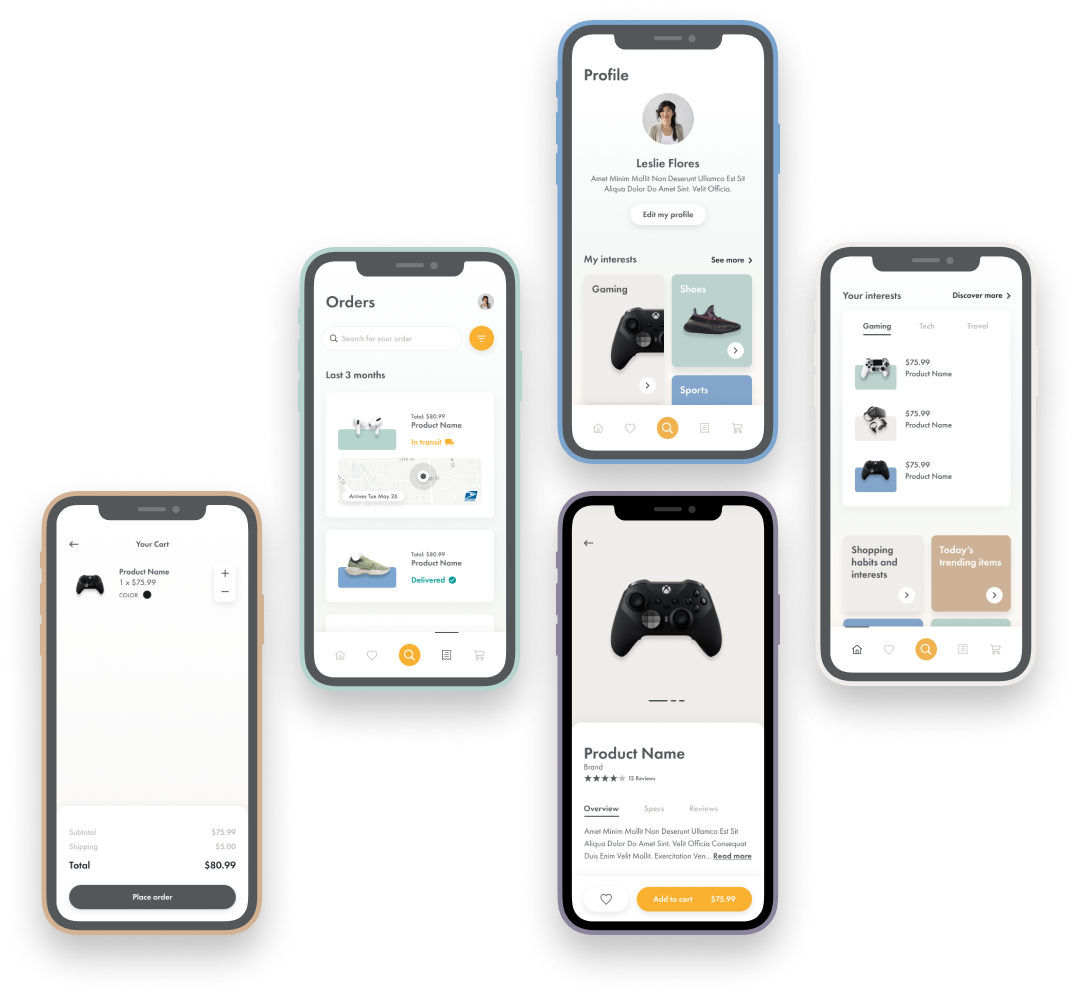 Profile
Leslie Flores
Amet Minim Mollit Non Deserunt Ullamco Est Sit
Aliqua Dolor Do Amet Sint. Velit Officia.
Edit my profile
My interests
See more
Gaming
Shoes
Sports
Orders
Search for your order
Last 3 months
Total: $80.99
Product Name
In transit
Arrives Tue May 26
Total: $80.99
Product Name
Delivered
Your interests
Discover more
Gaming
Tech
Travel
$75.99
Product Name
$75.99
Product Name
$75.99
Product Name
Shopping
habits and
interests
Today's
trending items
Your Cart
Product Name
1 x $75.99
COLOR
+
−
Subtotal
$75.99
Shipping
$5.00
Total
$80.99
Place order
Product Name
Brand
12 Reviews
Overview
Specs
Reviews
Amet Minim Mollit Non Deserunt Ullamco Est Sit
Aliqua Dolor Do Amet Sint. Velit Officia Consequat
Duis Enim Velit Mollit. Exercitation Ven... Read more
Add to cart
$75.99